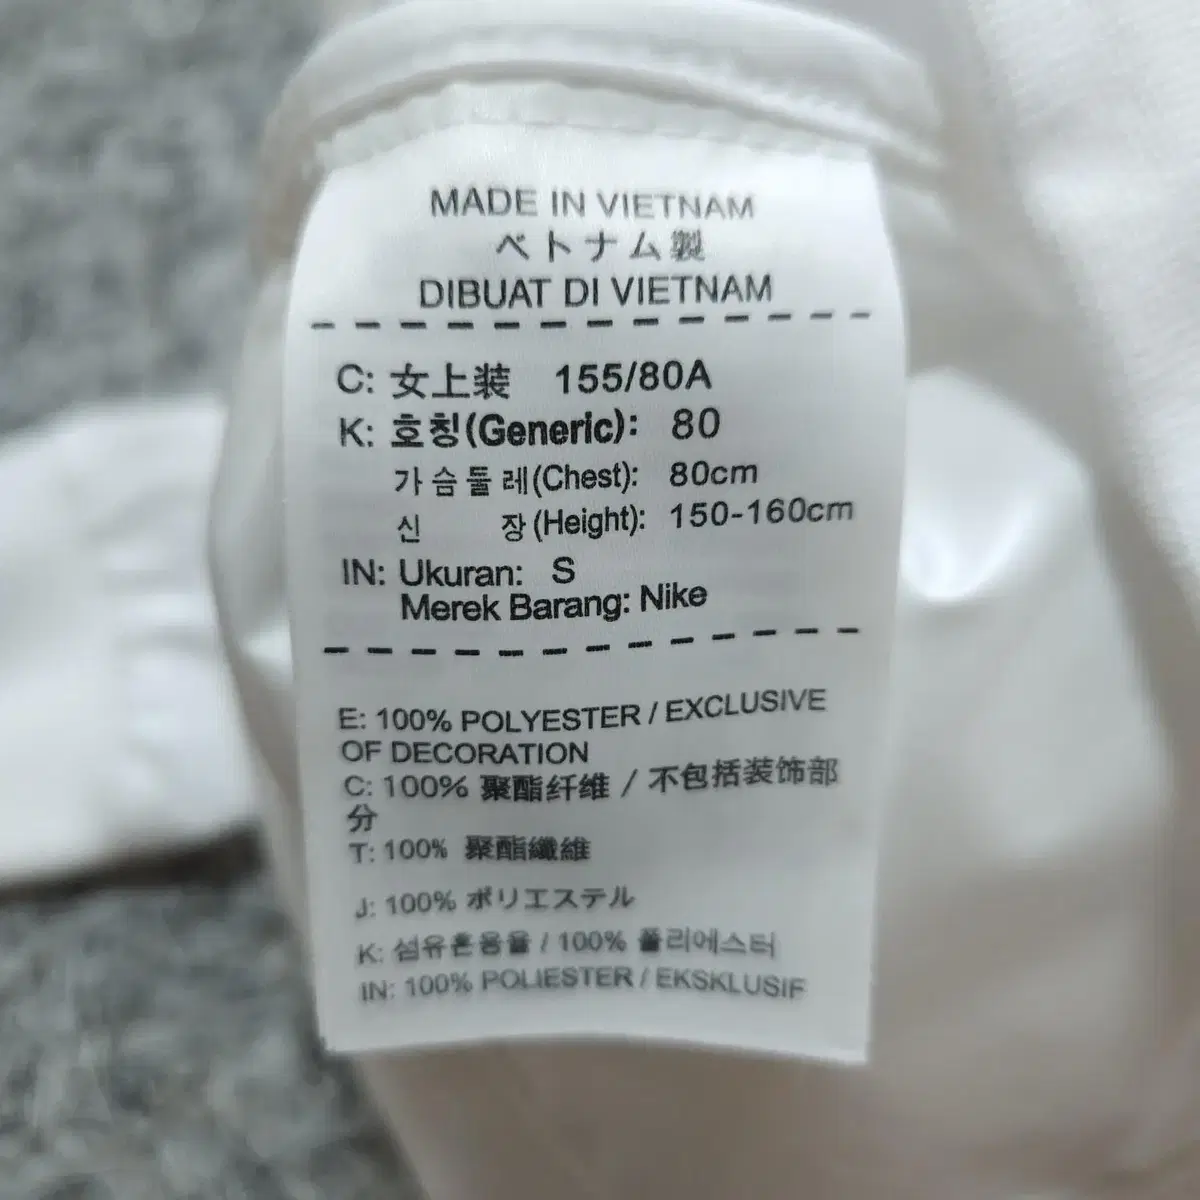 MADE IN VIETNAM
ベトナム製
DIBUAT DI VIETNAM
C: 女上装 155/80A
K: 호칭(Generic): 80
가슴둘레(Chest): 80cm
신 장(Height): 150-160cm
IN: Ukuran: S
Merek Barang: Nike
E: 100% POLYESTER / EXCLUSIVE
OF DECORATION
C: 100% 聚酯纤维 / 不包括装饰部
分
T: 100% 聚酯纖維
J: 100% ポリエステル
K: 섬유혼용율 / 100% 폴리에스터
IN: 100% POLIESTER / EKSKLUSIF